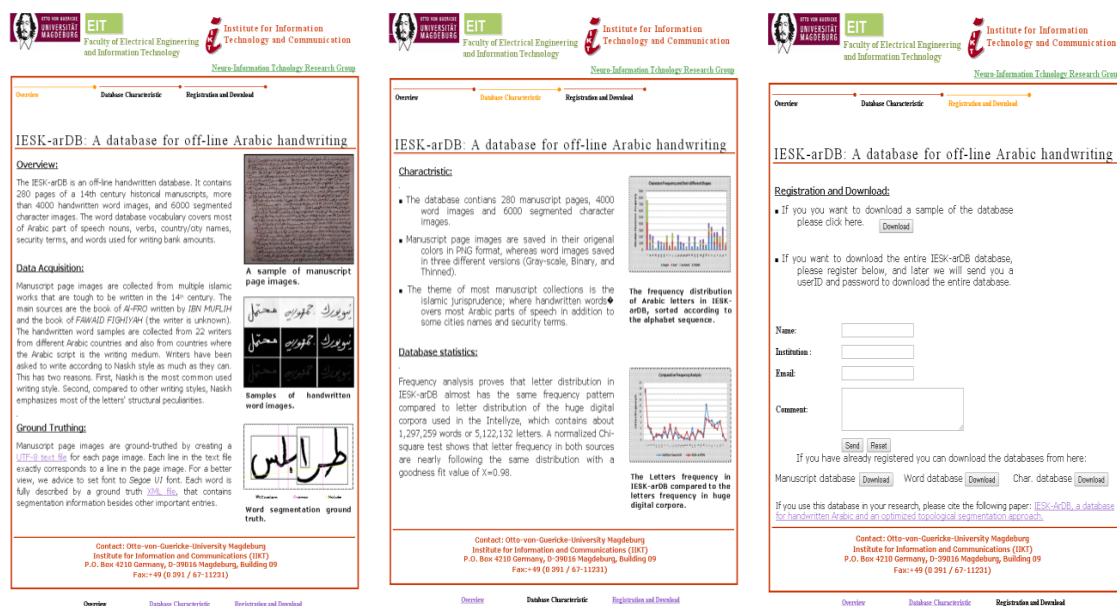 OTTO VON GUERICKE
UNIVERSITÄT
MAGDEBURG
EIT
Faculty of Electrical Engineering
and Information Technology
Institute for Information
Technology and Communication
Neuro-Information Tchnology Research Group
Overview
Database Characteristic
Registration and Download
IESK-arDB: A database for off-line Arabic handwriting
Overview:
The IESK-arDB is an off-line handwritten database. It contains
280 pages of a 14th century historical manuscripts, more
than 4000 handwritten word images, and 6000 segmented
character images. The word database vocabulary covers most
of Arabic part of speech nouns, verbs, country/city names,
security terms, and words used for writing bank amounts.
Data Acquisition:
Manuscript page images are collected from multiple islamic
works that are tough to be written in the 14th century. The
main sources are the book of Al-FRO written by IBN MUFLIH
and the book of FAWAID FIGHIYAH (the writer is unknown).
The handwritten word samples are collected from 22 writers
from different Arabic countries and also from countries where
the Arabic script is the writing medium. Writers have been
asked to write according to Naskh style as much as they can.
This has two reasons. First, Naskh is the most common used
writing style. Second, compared to other writing styles, Naskh
emphasizes most of the letters' structural peculiarities.
.
Ground Truthing:
Manuscript page images are ground-truthed by creating a
UTF-8 text file for each page image. Each line in the text file
exactly corresponds to a line in the page image. For a better
view, we advice to set font to Segoe UI font. Each word is
fully described by a ground truth XML file, that contains
segmentation information besides other important entries.
A sample of manuscript
page images.
محتمل جمهورية نيويورك
محتمل جمهورية نيويورك
Samples of handwritten
word images.
طرابلس
Word segmentation ground
truth.
Contact: Otto-von-Guericke-University Magdeburg
Institute for Information and Communications (IIKT)
P.O. Box 4210 Germany, D-39016 Magdeburg, Building 09
Fax:+49 (0 391 / 67-11231)
Overview
Database Characteristic
Registration and Download
OTTO VON GUERICKE
UNIVERSITÄT
MAGDEBURG
EIT
Faculty of Electrical Engineering
and Information Technology
Institute for Information
Technology and Communication
Neuro-Information Tchnology Research Group
Overview
Database Characteristic
Registration and Download
IESK-arDB: A database for off-line Arabic handwriting
Charactristic:
.
The database contians 280 manuscript pages, 4000
word images and 6000 segmented character
images.
Manuscript page images are saved in their origenal
colors in PNG format, whereas word images saved
in three different versions (Gray-scale, Binary, and
Thinned).
The theme of most manuscript collections is the
islamic jurisprudence; where handwritten words�
overs most Arabic parts of speech in addition to
some cities names and security terms.
Database statistics:
.
Frequency analysis proves that letter distribution in
IESK-arDB almost has the same frequency pattern
compared to letter distribution of the huge digital
corpora used in the Intellyze, which contains about
1,297,259 words or 5,122,132 letters. A normalized Chi-
square test shows that letter frequency in both sources
are nearly following the same distribution with a
goodness fit value of X=0.98.
The frequency distribution
of Arabic letters in IESK-
arDB, sorted according to
the alphabet sequence.
The Letters frequency in
IESK-arDB compared to the
letters frequency in huge
digital corpora.
Contact: Otto-von-Guericke-University Magdeburg
Institute for Information and Communications (IIKT)
P.O. Box 4210 Germany, D-39016 Magdeburg, Building 09
Fax:+49 (0 391 / 67-11231)
Overview
Database Characteristic
Registration and Download
OTTO VON GUERICKE
UNIVERSITÄT
MAGDEBURG
EIT
Faculty of Electrical Engineering
and Information Technology
Institute for Information
Technology and Communication
Neuro-Information Tchnology Research Grou
Overview
Database Characteristic
Registration and Download
IESK-arDB: A database for off-line Arabic handwriting
Registration and Download:
If you you want to download a sample of the database
please click here. Download
If you want to download the entire IESK-arDB database,
please register below, and later we will send you a
userID and password to download the entire database.
Name:
Institution :
Email:
Comment:
Send Reset
If you have already registered you can download the databases from here:
Manuscript database Download Word database Download Char. database Download
If you use this database in your research, please cite the following paper: IESK-ArDB, a database
for handwritten Arabic and an optimized topological segmentation approach.
Contact: Otto-von-Guericke-University Magdeburg
Institute for Information and Communications (IIKT)
P.O. Box 4210 Germany, D-39016 Magdeburg, Building 09
Fax:+49 (0 391 / 67-11231)
Overview
Database Characteristic
Registration and Download